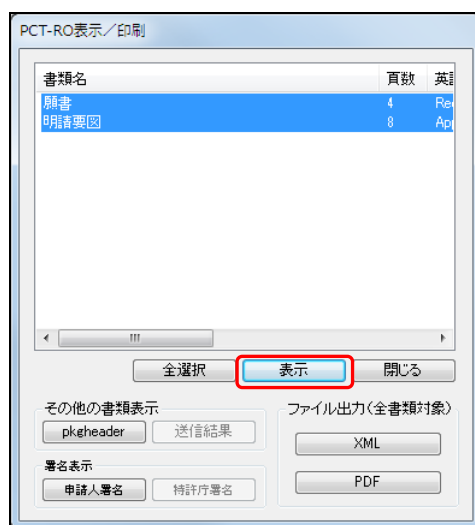 PCT-RO表示／印刷
書類名 頁数 英
願書 4 Re
明請要図 8 Ap
全選択 表示 閉じる
その他の書類表示
pkgheader 送信結果
署名表示
申請人署名 特許庁署名
ファイル出力(全書類対象)
XML
PDF